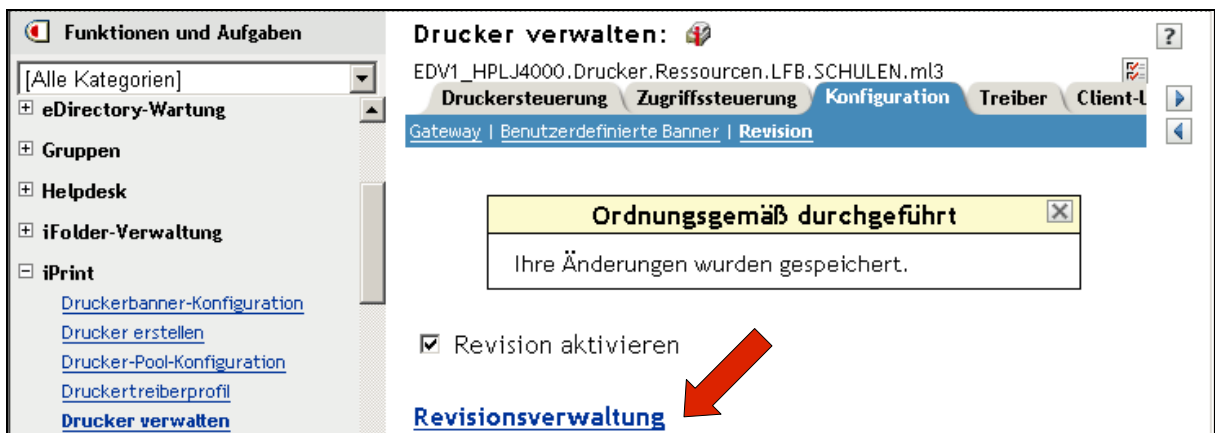 Funktionen und Aufgaben
[Alle Kategorien]
eDirectory-Wartung
Gruppen
Helpdesk
iFolder-Verwaltung
iPrint
Druckerbanner-Konfiguration
Drucker erstellen
Drucker-Pool-Konfiguration
Druckertreiberprofil
Drucker verwalten
Drucker verwalten:
?
EDV1_HPLJ4000.Drucker.Ressourcen.LFB.SCHULEN.ml3
Druckersteuerung Zugriffssteuerung Konfiguration Treiber Client-L
Gateway | Benutzerdefinierte Banner | Revision
Ordnungsgemäß durchgeführt
Ihre Änderungen wurden gespeichert.
Revision aktivieren
Revisionsverwaltung